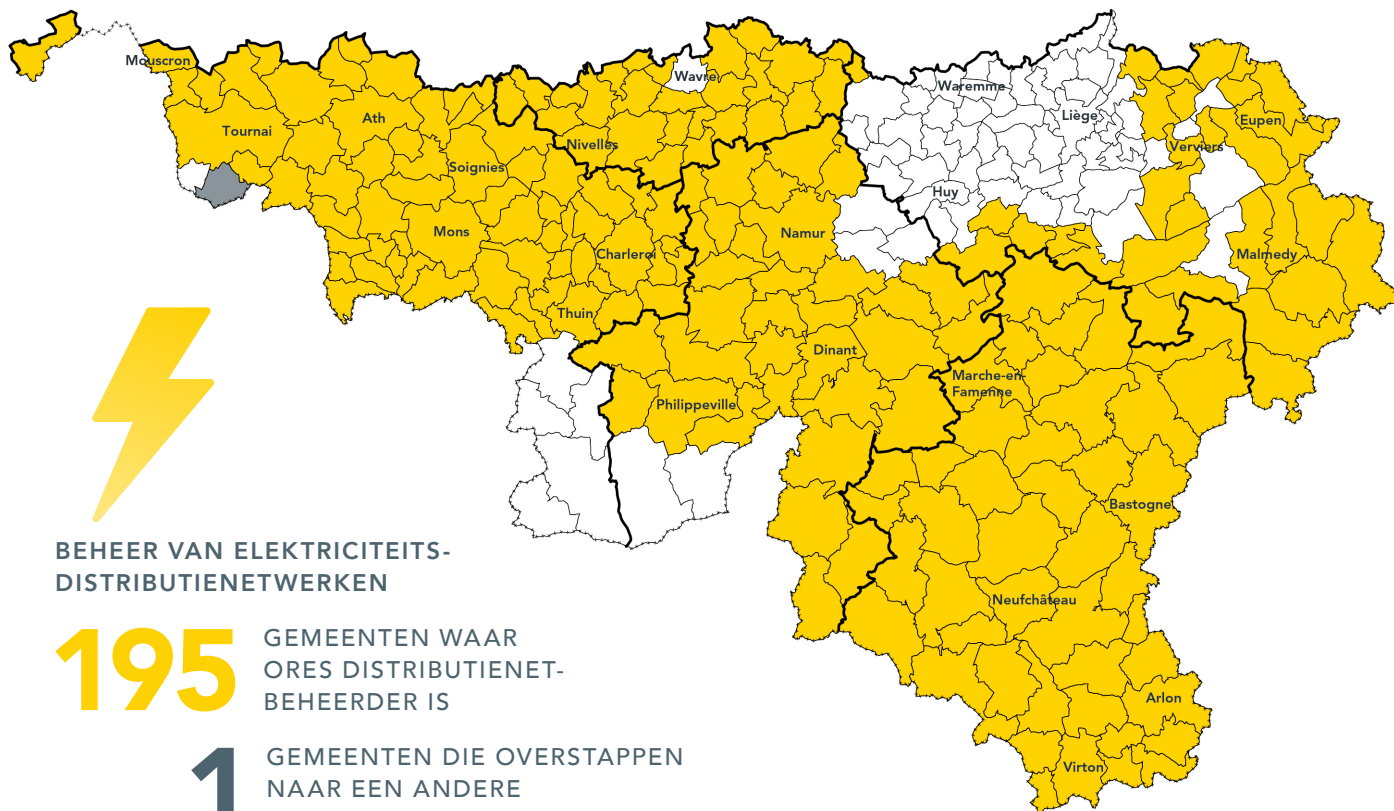 Mouscron
Wavre
Waremme
Liège
Ath
Tournai
Eupen
Nivelles
Verviers
Soignies
Huy
Mons
Namur
Charleroi
Malmedy
Thuin
Dinant
Marche-en-
Famenne
Philippeville
Bastogne
Neufchâteau
Arlon
Virton
BEHEER VAN ELEKTRICITEITS-
DISTRIBUTIENETWERKEN
195
GEMEENTEN WAAR
ORES DISTRIBUTIENET-
BEHEERDER IS
1
GEMEENTEN DIE OVERSTAPPEN
NAAR EEN ANDERE